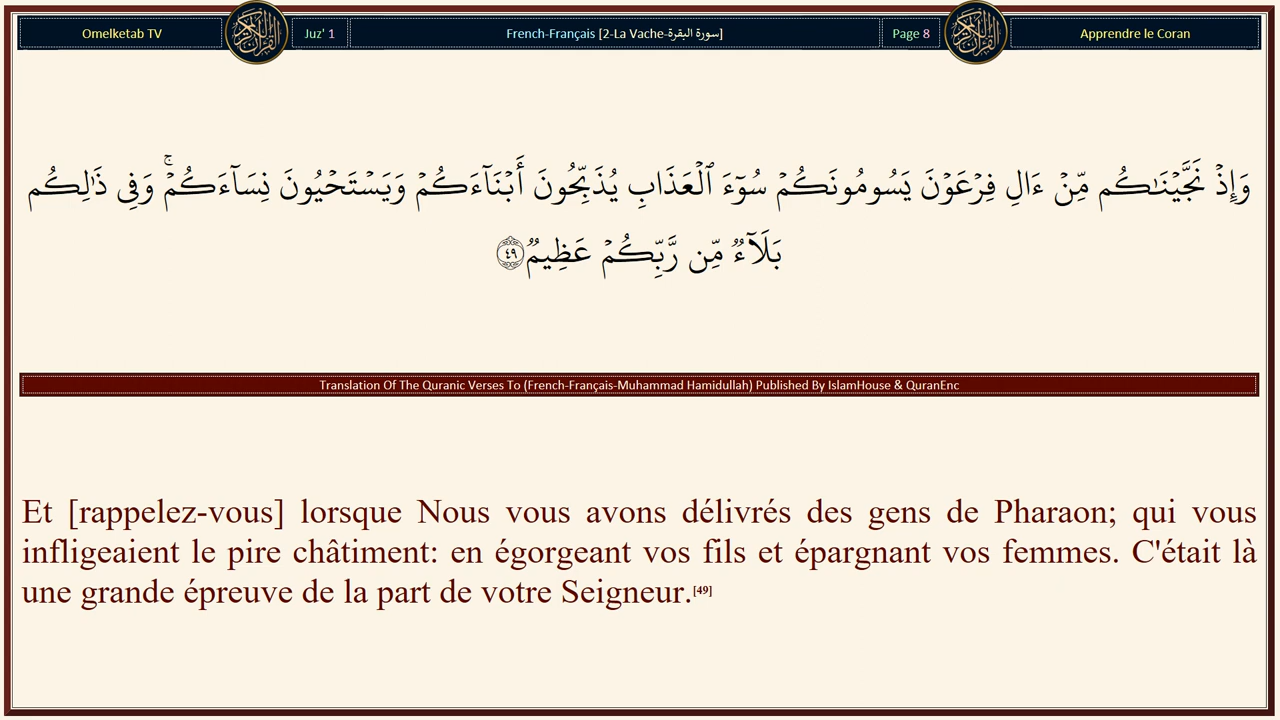 Omelketab TV
Juz' 1
French-Français [2-La Vache-سورة البقرة]
Page 8
Apprendre le Coran
وَإِذۡ نَجَّيۡنَٰكُم مِّنۡ ءَالِ فِرۡعَوۡنَ يَسُومُونَكُمۡ سُوٓءَ ٱلۡعَذَابِ يُذَبِّحُونَ أَبۡنَآءَكُمۡ وَيَسۡتَحۡيُونَ نِسَآءَكُمۡۚ وَفِي ذَٰلِكُم
بَلَآءٞ مِّن رَّبِّكُمۡ عَظِيمٞ ٤٩
Translation Of The Quranic Verses To (French-Français-Muhammad Hamidullah) Published By IslamHouse & QuranEnc
Et [rappelez-vous] lorsque Nous vous avons délivrés des gens de Pharaon; qui vous
infligeaient le pire châtiment: en égorgeant vos fils et épargnant vos femmes. C'était là
une grande épreuve de la part de votre Seigneur.[49]